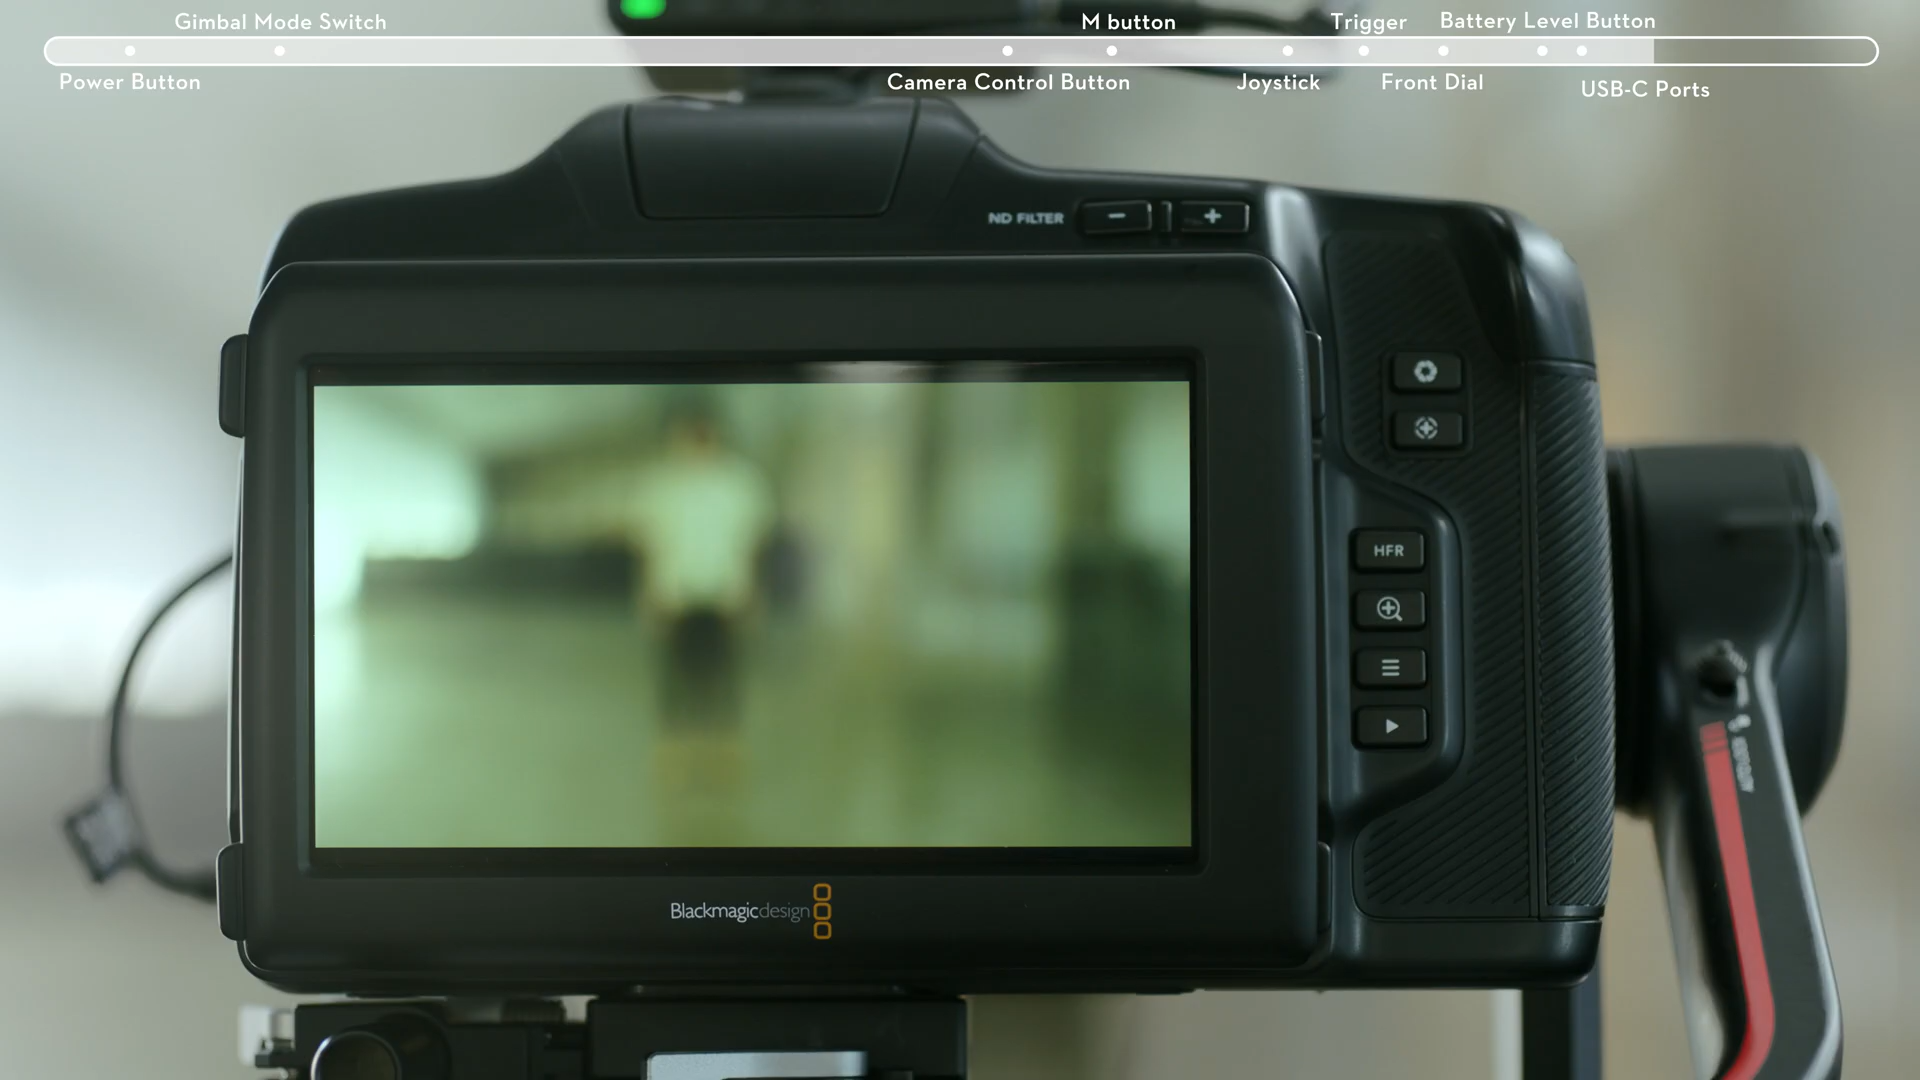 Gimbal Mode Switch
M button
Trigger
Battery Level Button
Power Button
Camera Control Button
Joystick
Front Dial
USB-C Ports
ND FILTER
HFR
Blackmagicdesign